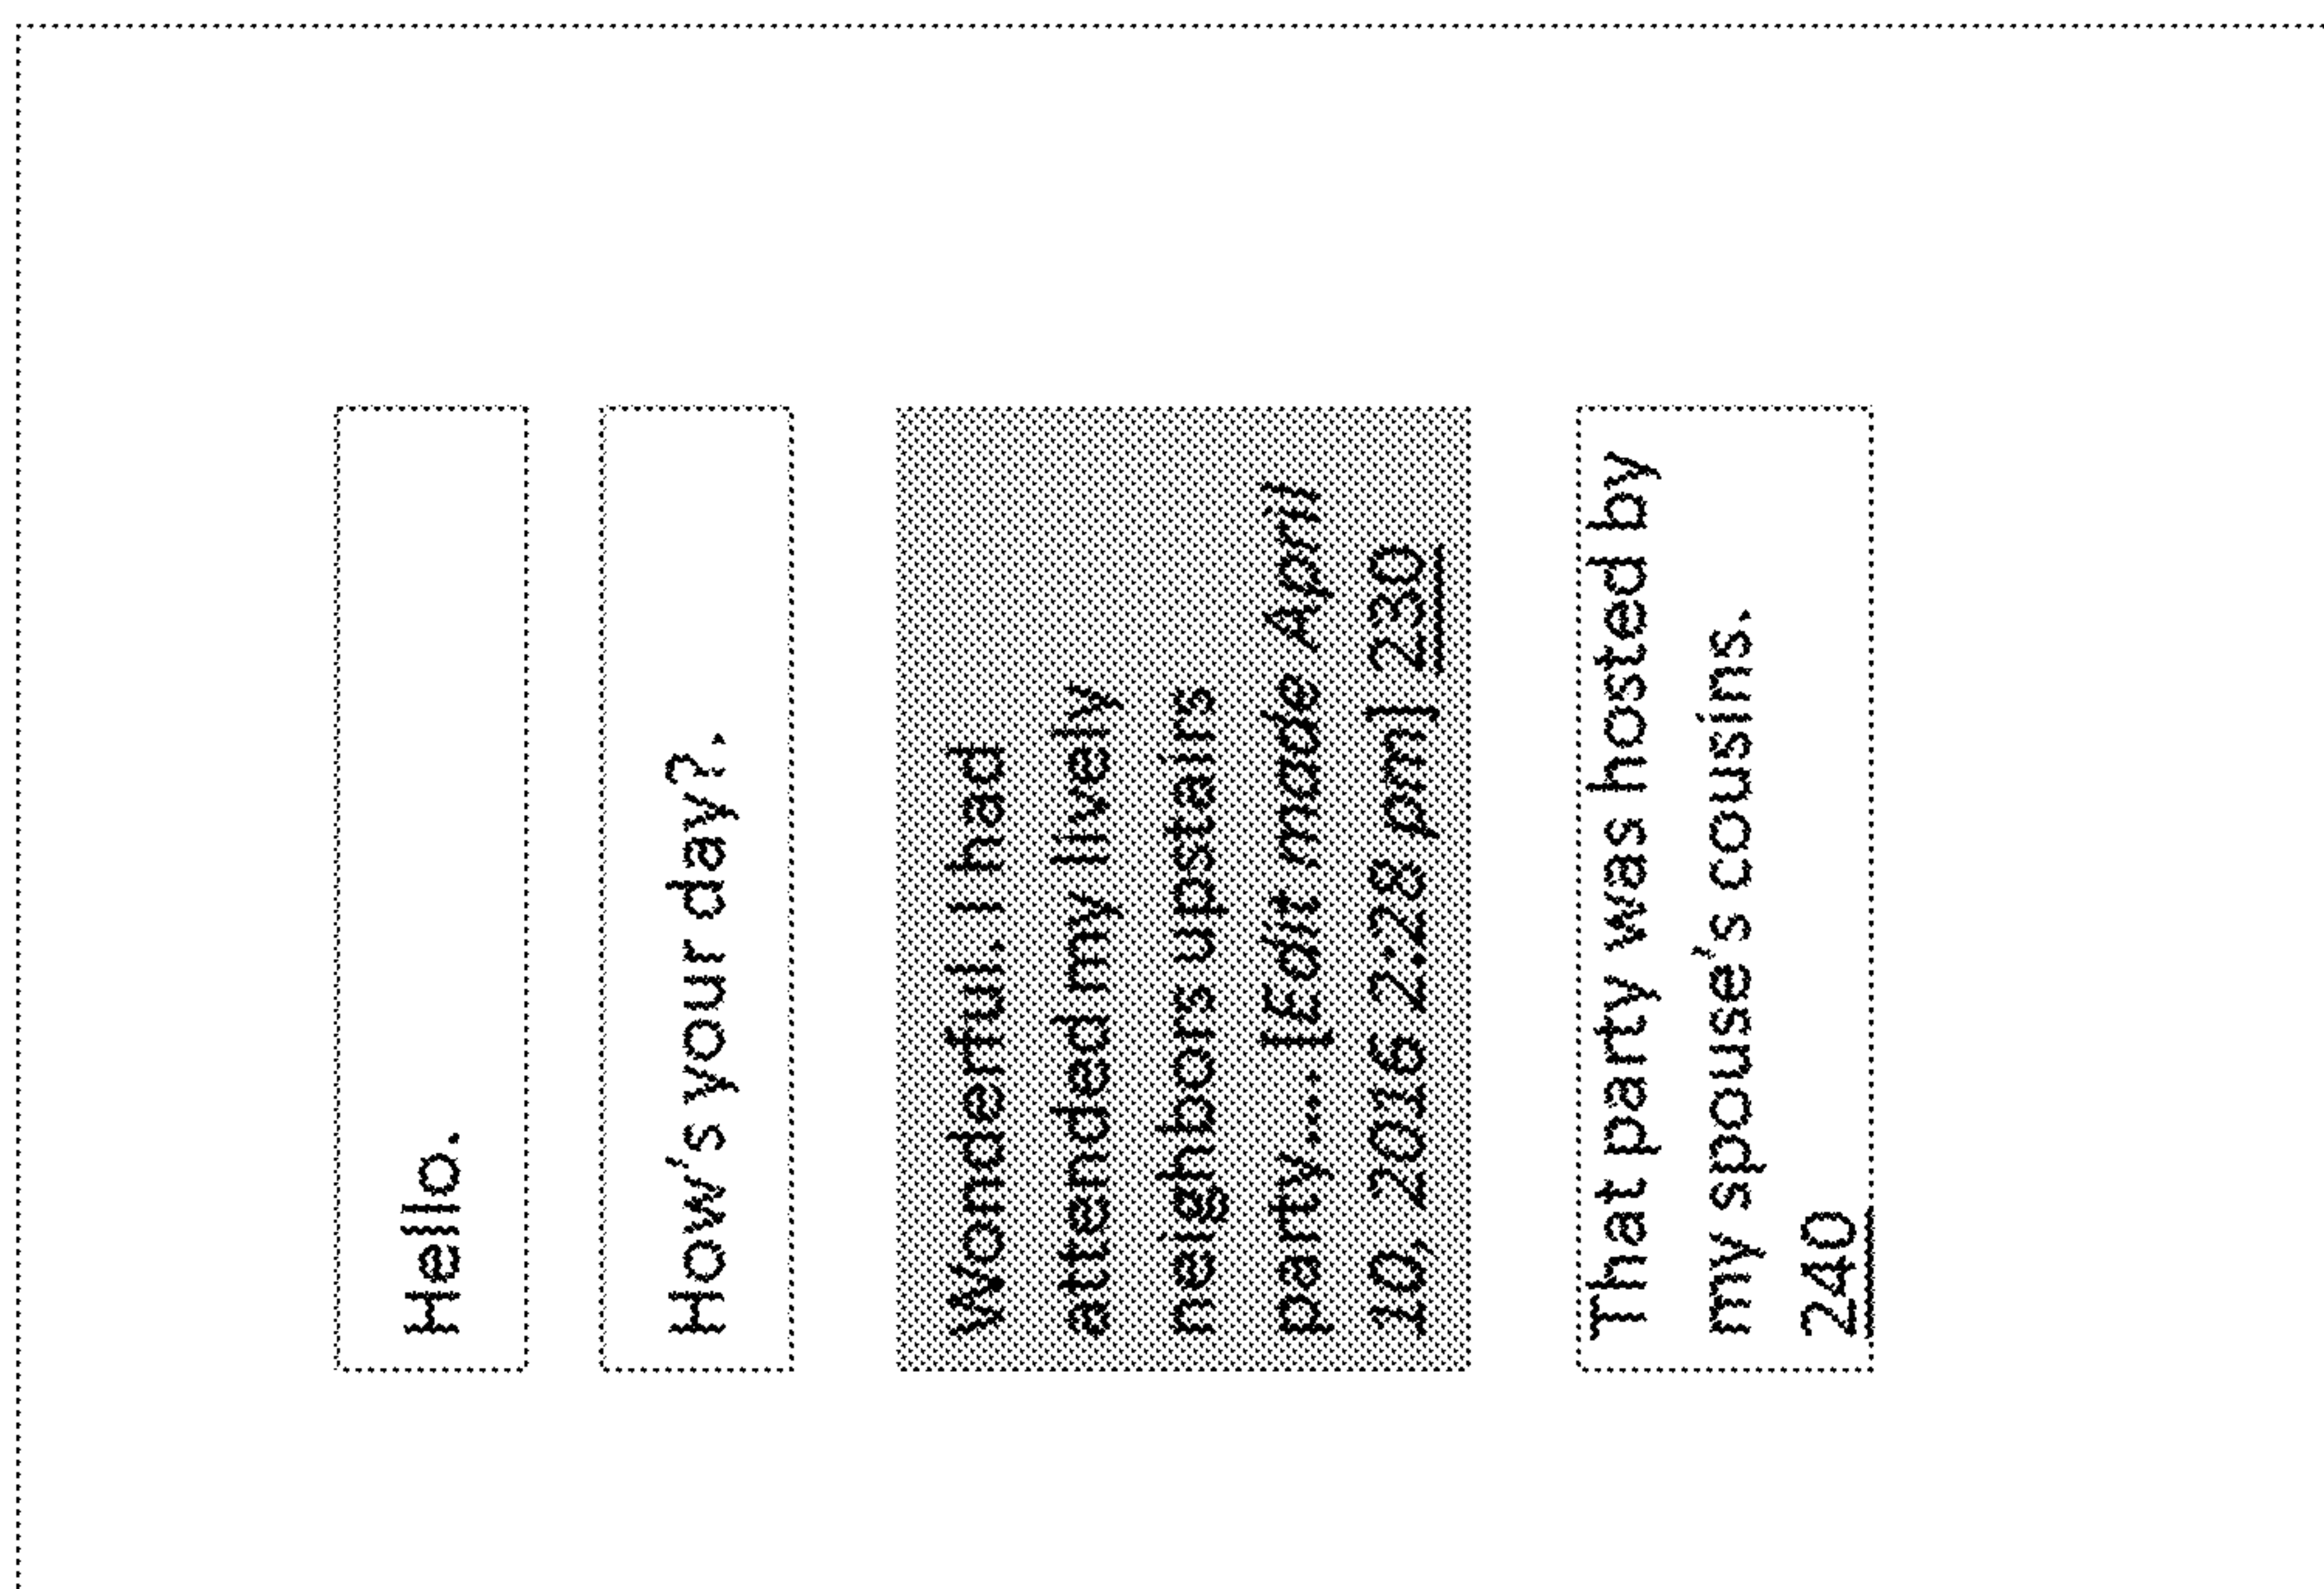 Hello.
How's your day?.
Wonderful. I had
attended my lively
neighbors upstairs
party.... [Edit made April
10, 2016 2:28 pm] 230
That party was hosted by
my spouse's cousins.
240